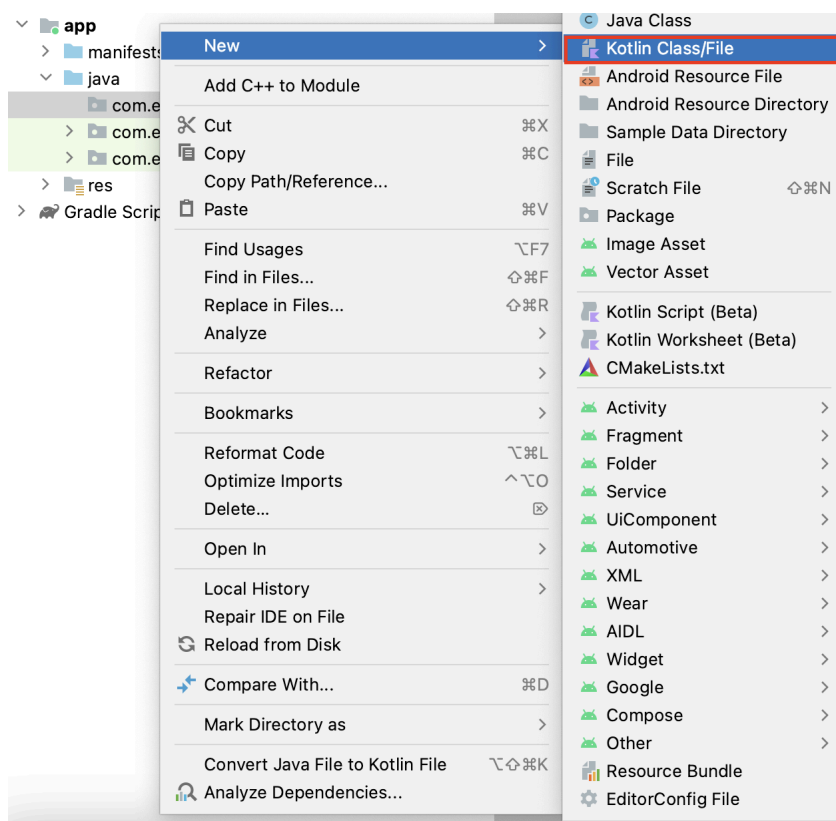 app
manifests
java
com.e
com.e
com.e
res
Gradle Scrip
New
Add C++ to Module
Cut ⌘X
Copy ⌘C
Copy Path/Reference...
Paste ⌘V
Find Usages ⌥F7
Find in Files... ⇧⌘F
Replace in Files... ⇧⌘R
Analyze
Refactor
Bookmarks
Reformat Code ⌥⌘L
Optimize Imports ⌃⌥O
Delete... ⌦
Open In
Local History
Repair IDE on File
Reload from Disk
Compare With... ⌘D
Mark Directory as
Convert Java File to Kotlin File ⌥⇧⌘K
Analyze Dependencies...
C Java Class
Kotlin Class/File
Android Resource File
Android Resource Directory
Sample Data Directory
File
Scratch File ⇧⌘N
Package
Image Asset
Vector Asset
Kotlin Script (Beta)
Kotlin Worksheet (Beta)
CMakeLists.txt
Activity
Fragment
Folder
Service
UiComponent
Automotive
XML
Wear
AIDL
Widget
Google
Compose
Other
Resource Bundle
EditorConfig File